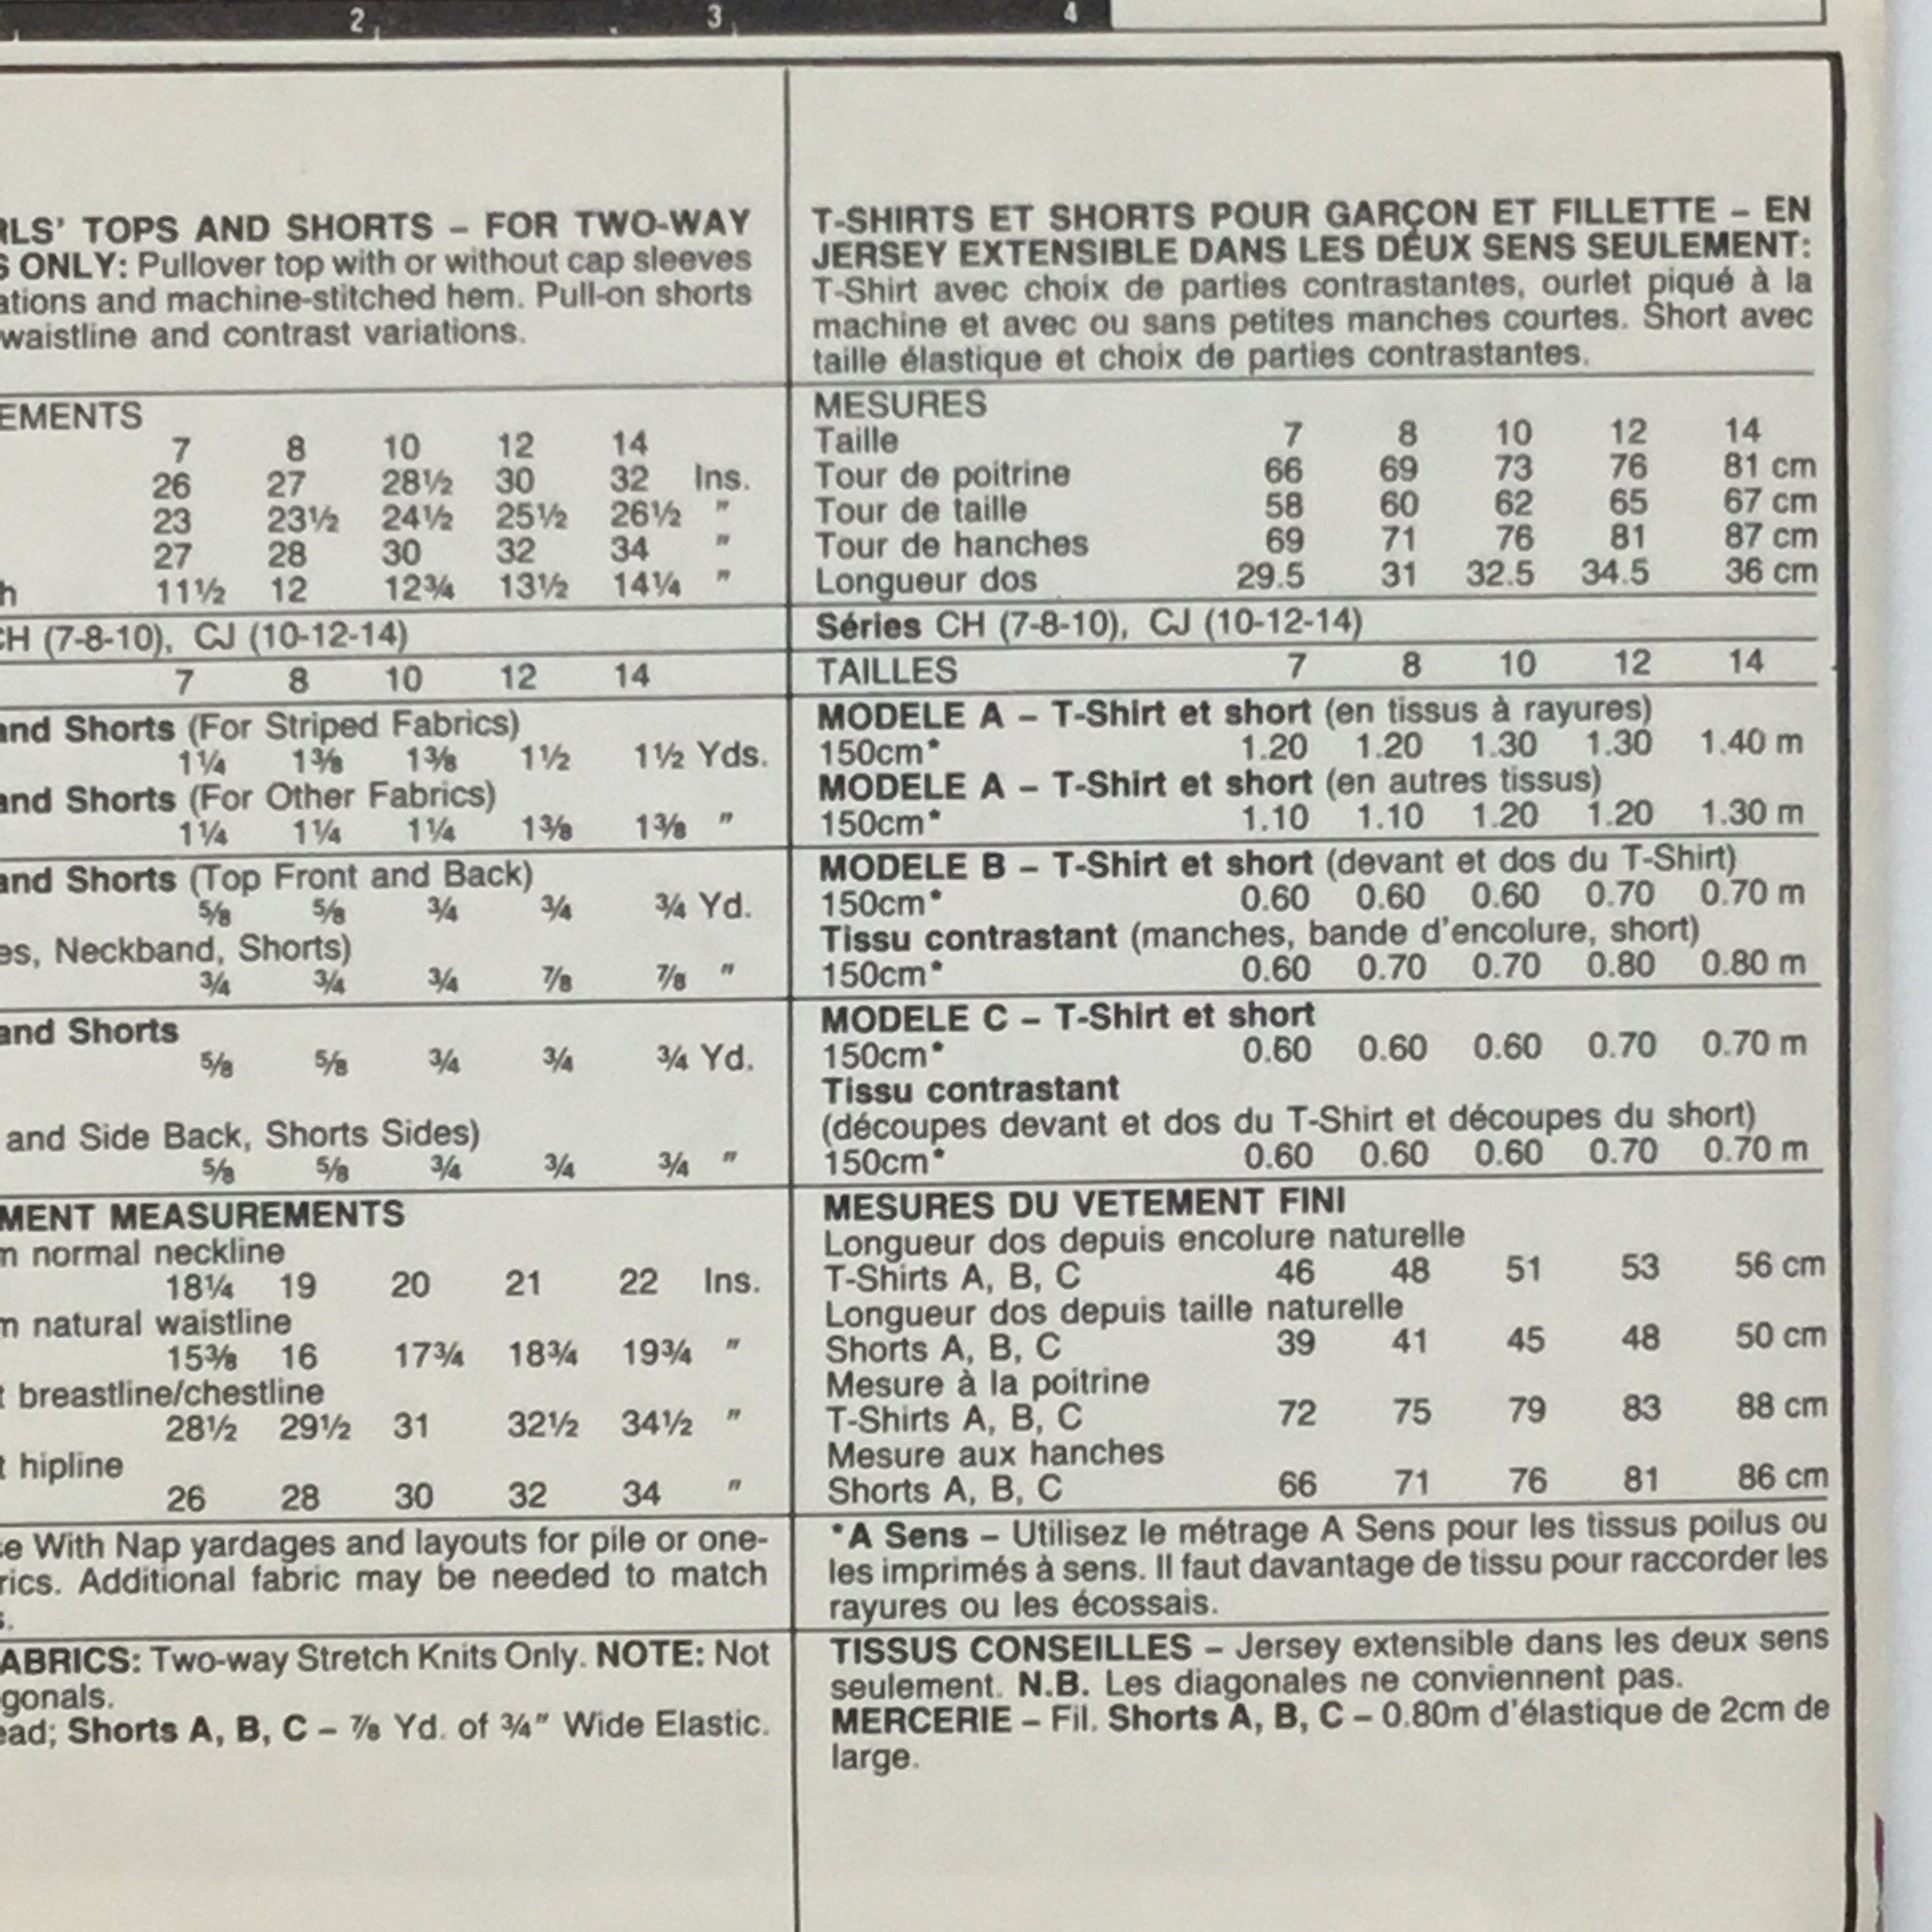 2 3 4
RLS' TOPS AND SHORTS – FOR TWO-WAY
S ONLY: Pullover top with or without cap sleeves
ations and machine-stitched hem. Pull-on shorts
waistline and contrast variations.
EMENTS
7 8 10 12 14
26 27 28½ 30 32 Ins.
23 23½ 24½ 25½ 26½ "
27 28 30 32 34 "
h 11½ 12 12¾ 13½ 14¼ "
CH (7-8-10), CJ (10-12-14)
7 8 10 12 14
and Shorts (For Striped Fabrics)
1¼ 1⅜ 1⅜ 1½ 1½ Yds.
and Shorts (For Other Fabrics)
1¼ 1¼ 1¼ 1⅜ 1⅜ "
and Shorts (Top Front and Back)
⅝ ⅝ ¾ ¾ ¾ Yd.
es, Neckband, Shorts)
¾ ¾ ¾ ⅞ ⅞ "
and Shorts
⅝ ⅝ ¾ ¾ ¾ Yd.
and Side Back, Shorts Sides)
⅝ ⅝ ¾ ¾ ¾ "
MENT MEASUREMENTS
m normal neckline
18¼ 19 20 21 22 Ins.
m natural waistline
15⅜ 16 17¾ 18¾ 19¾ "
t breastline/chestline
28½ 29½ 31 32½ 34½ "
t hipline
26 28 30 32 34 "
e With Nap yardages and layouts for pile or one-
rics. Additional fabric may be needed to match
s.
ABRICS: Two-way Stretch Knits Only. NOTE: Not
gonals.
ead; Shorts A, B, C – ⅞ Yd. of ¾" Wide Elastic.
T-SHIRTS ET SHORTS POUR GARÇON ET FILLETTE – EN
JERSEY EXTENSIBLE DANS LES DEUX SENS SEULEMENT:
T-Shirt avec choix de parties contrastantes, ourlet piqué à la
machine et avec ou sans petites manches courtes. Short avec
taille élastique et choix de parties contrastantes.
MESURES
Taille 7 8 10 12 14
Tour de poitrine 66 69 73 76 81 cm
Tour de taille 58 60 62 65 67 cm
Tour de hanches 69 71 76 81 87 cm
Longueur dos 29.5 31 32.5 34.5 36 cm
Séries CH (7-8-10), CJ (10-12-14)
TAILLES 7 8 10 12 14
MODELE A – T-Shirt et short (en tissus à rayures)
150cm* 1.20 1.20 1.30 1.30 1.40 m
MODELE A – T-Shirt et short (en autres tissus)
150cm* 1.10 1.10 1.20 1.20 1.30 m
MODELE B – T-Shirt et short (devant et dos du T-Shirt)
150cm* 0.60 0.60 0.60 0.70 0.70 m
Tissu contrastant (manches, bande d'encolure, short)
150cm* 0.60 0.70 0.70 0.80 0.80 m
MODELE C – T-Shirt et short
150cm* 0.60 0.60 0.60 0.70 0.70 m
Tissu contrastant
(découpes devant et dos du T-Shirt et découpes du short)
150cm* 0.60 0.60 0.60 0.70 0.70 m
MESURES DU VETEMENT FINI
Longueur dos depuis encolure naturelle
T-Shirts A, B, C 46 48 51 53 56 cm
Longueur dos depuis taille naturelle
Shorts A, B, C 39 41 45 48 50 cm
Mesure à la poitrine
T-Shirts A, B, C 72 75 79 83 88 cm
Mesure aux hanches
Shorts A, B, C 66 71 76 81 86 cm
*A Sens – Utilisez le métrage A Sens pour les tissus poilus ou
les imprimés à sens. Il faut davantage de tissu pour raccorder les
rayures ou les écossais.
TISSUS CONSEILLES – Jersey extensible dans les deux sens
seulement. N.B. Les diagonales ne conviennent pas.
MERCERIE – Fil. Shorts A, B, C – 0.80m d'élastique de 2cm de
large.